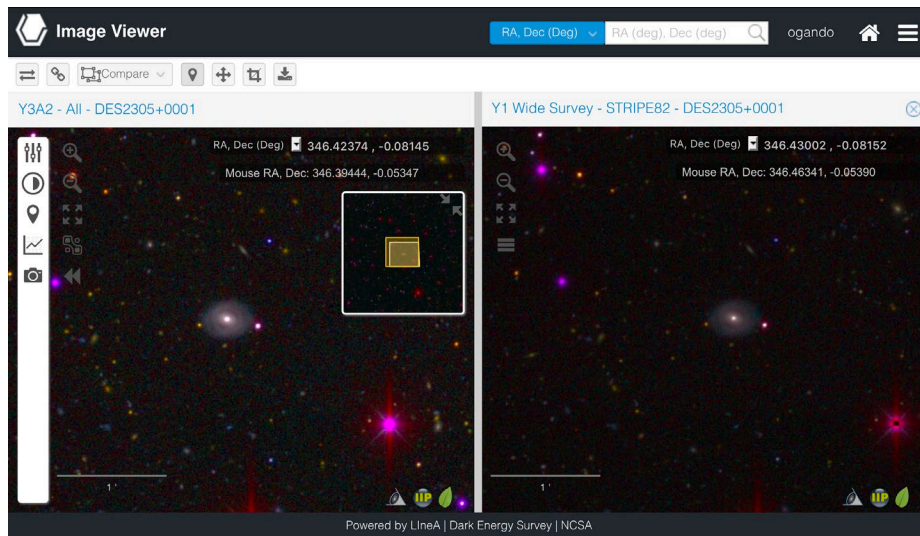 Image Viewer
RA, Dec (Deg)
RA (deg), Dec (deg)
ogando
Compare
Y3A2 - All - DES2305+0001
Y1 Wide Survey - STRIPE82 - DES2305+0001
RA, Dec (Deg) 346.42374 , -0.08145
Mouse RA, Dec: 346.39444, -0.05347
RA, Dec (Deg) 346.43002 , -0.08152
Mouse RA, Dec: 346.46341, -0.05390
1 '
IIP
1 '
IIP
Powered by LIneA | Dark Energy Survey | NCSA